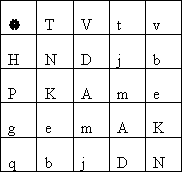 T V t v
H N D j b
P K A m e
g e m A K
q b j D N